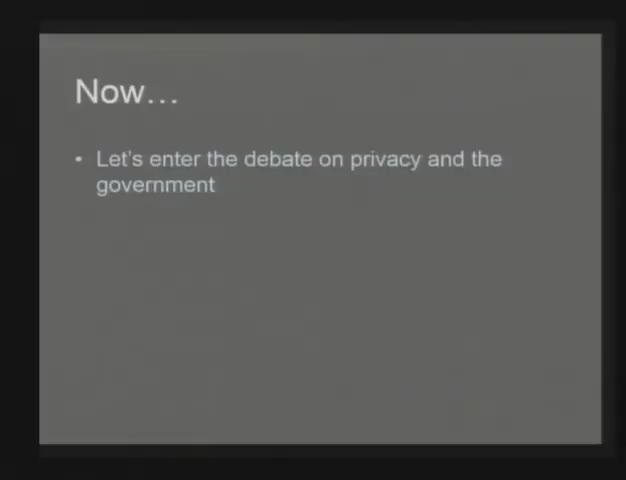 Now…
• Let's enter the debate on privacy and the
government